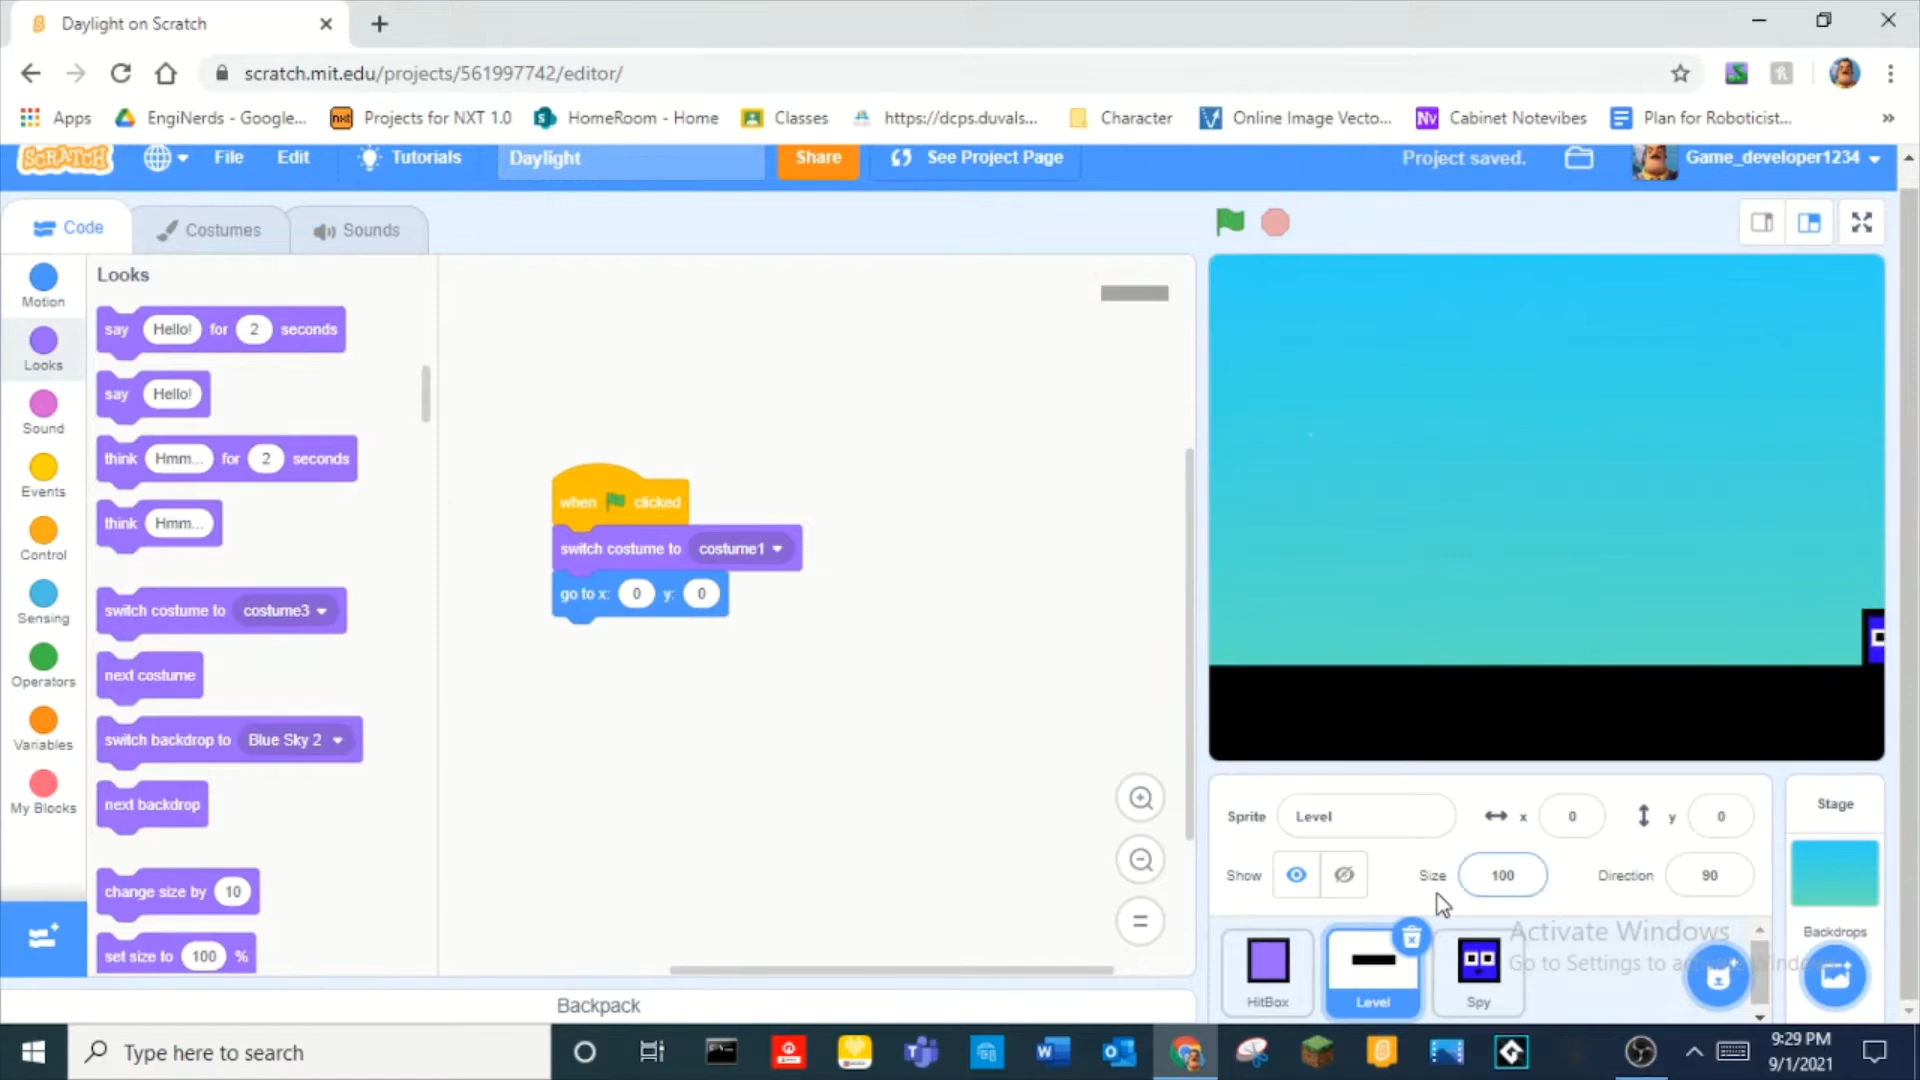 Daylight on Scratch
scratch.mit.edu/projects/561997742/editor/
Apps EngiNerds - Google... Projects for NXT 1.0 HomeRoom - Home Classes https://dcps.duvals... Character Online Image Vecto... Cabinet Notevibes Plan for Roboticist... »
SCRATCH File Edit Tutorials Daylight Share See Project Page Project saved. Game_developer1234
Code Costumes Sounds
Motion
Looks
Sound
Events
Control
Sensing
Operators
Variables
My Blocks
Looks
say Hello! for 2 seconds
say Hello!
think Hmm... for 2 seconds
think Hmm...
switch costume to costume3
next costume
switch backdrop to Blue Sky 2
next backdrop
change size by 10
set size to 100 %
when clicked
switch costume to costume1
go to x: 0 y: 0
Backpack
Sprite Level x 0 y 0
Show Size 100 Direction 90
HitBox
Level
Spy
Stage
Backdrops
Activate Windows
Type here to search
9:29 PM
9/1/2021